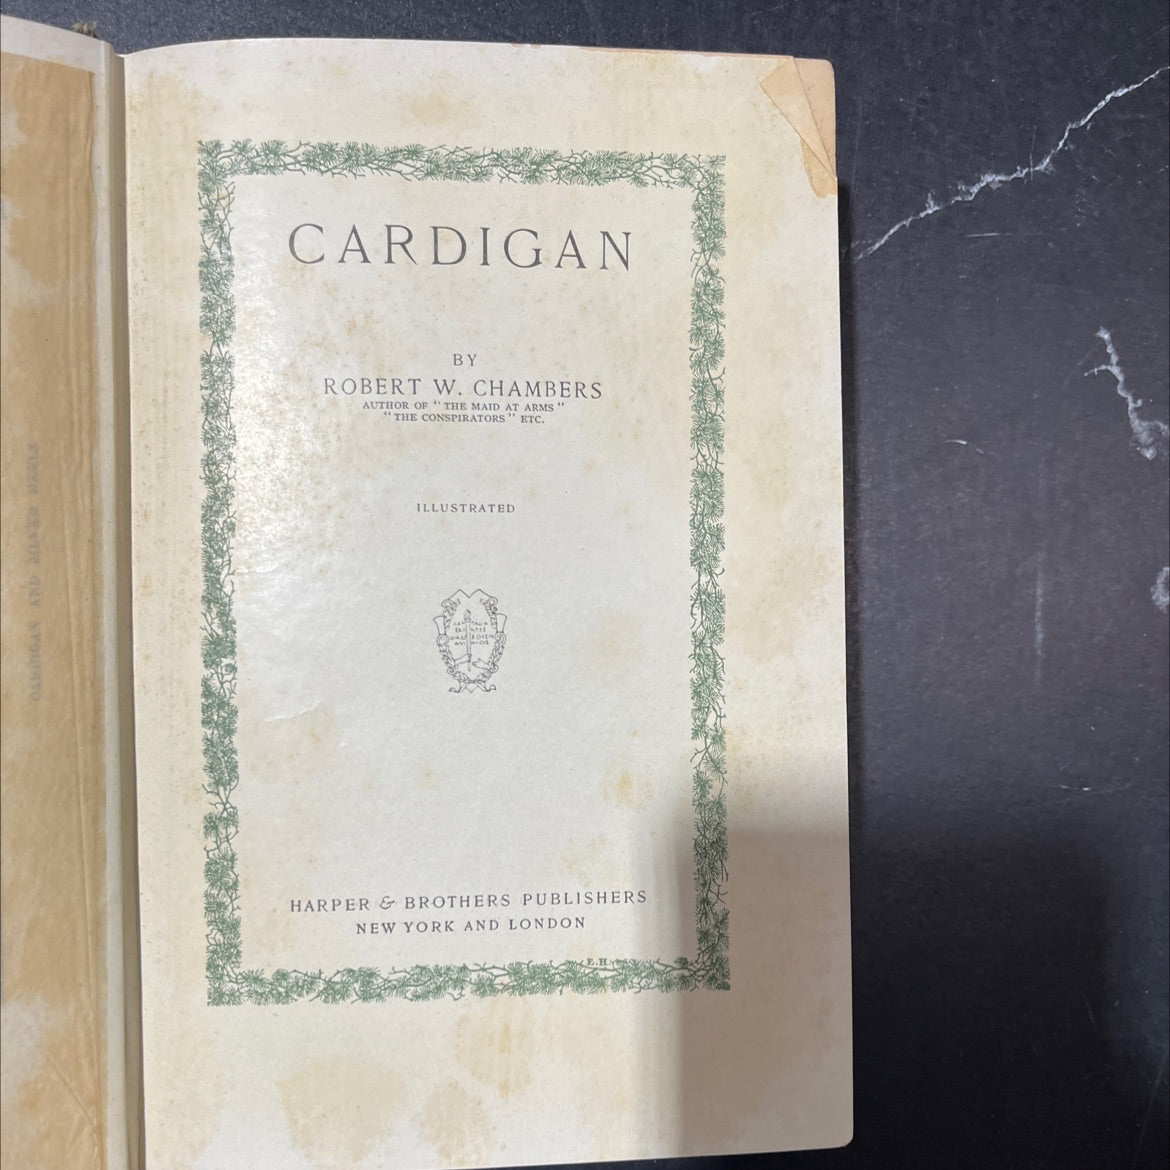 CARDIGAN
BY
ROBERT W. CHAMBERS
AUTHOR OF "THE MAID AT ARMS"
"THE CONSPIRATORS" ETC.
ILLUSTRATED
HARPER & BROTHERS PUBLISHERS
NEW YORK AND LONDON
E.H.